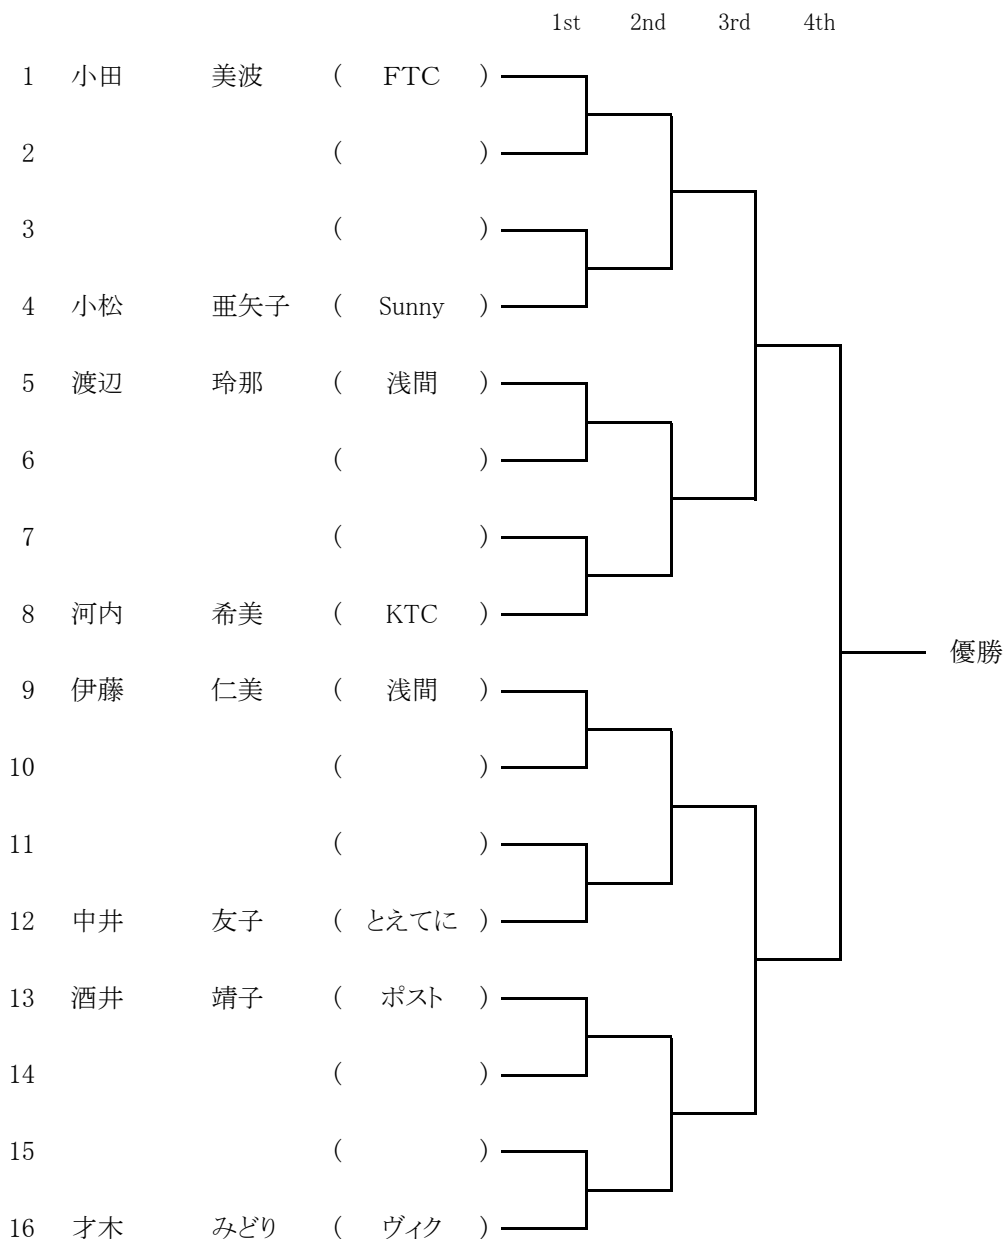 1st 2nd 3rd 4th
1 小田 美波 ( FTC )
2 ( )
3 ( )
4 小松 亜矢子 ( Sunny )
5 渡辺 玲那 ( 浅間 )
6 ( )
7 ( )
8 河内 希美 ( KTC )
優勝
9 伊藤 仁美 ( 浅間 )
10 ( )
11 ( )
12 中井 友子 ( とえてに )
13 酒井 靖子 ( ポスト )
14 ( )
15 ( )
16 才木 みどり ( ヴィク )